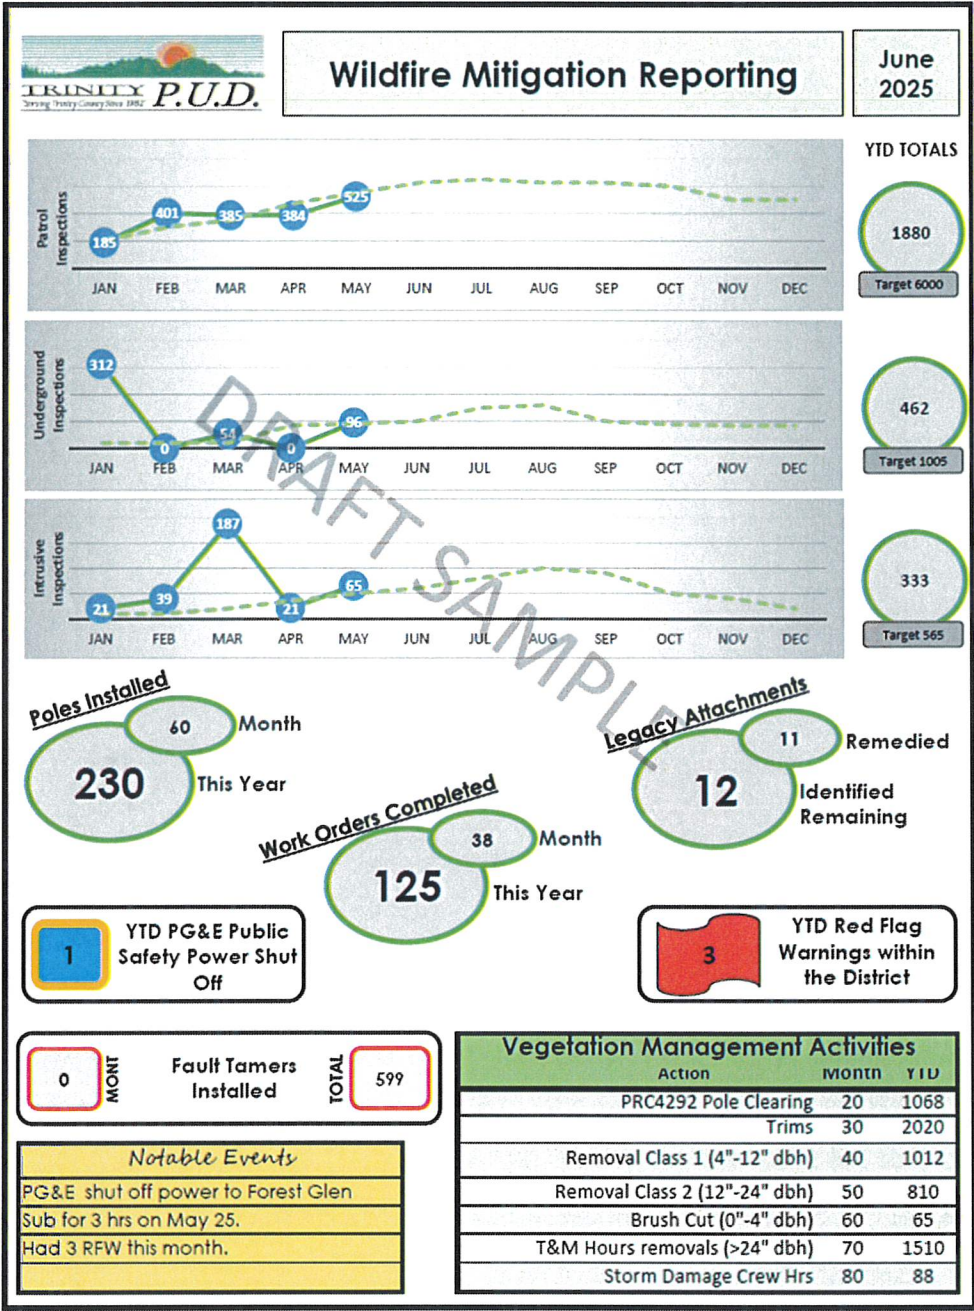 TRINITY P.U.D.
"Serving Trinity County Since 1982"
Wildfire Mitigation Reporting
June
2025
YTD TOTALS
Patrol
Inspections
185 401 385 384 525
JAN FEB MAR APR MAY JUN JUL AUG SEP OCT NOV DEC
1880
Target 6000
Underground
Inspections
312 0 54 0 96
JAN FEB MAR APR MAY JUN JUL AUG SEP OCT NOV DEC
462
Target 1005
Intrusive
Inspections
21 39 187 21 65
JAN FEB MAR APR MAY JUN JUL AUG SEP OCT NOV DEC
333
Target 565
DRAFT SAMPLE
Poles Installed
60 Month
230 This Year
Legacy Attachments
11 Remedied
12 Identified
Remaining
Work Orders Completed
38 Month
125 This Year
1
YTD PG&E Public
Safety Power Shut
Off
3
YTD Red Flag
Warnings within
the District
0 MONT
Fault Tamers
Installed
TOTAL 599
Notable Events
PG&E shut off power to Forest Glen
Sub for 3 hrs on May 25.
Had 3 RFW this month.
Vegetation Management Activities
Action Month YTD
PRC4292 Pole Clearing 20 1068
Trims 30 2020
Removal Class 1 (4"-12" dbh) 40 1012
Removal Class 2 (12"-24" dbh) 50 810
Brush Cut (0"-4" dbh) 60 65
T&M Hours removals (>24" dbh) 70 1510
Storm Damage Crew Hrs 80 88